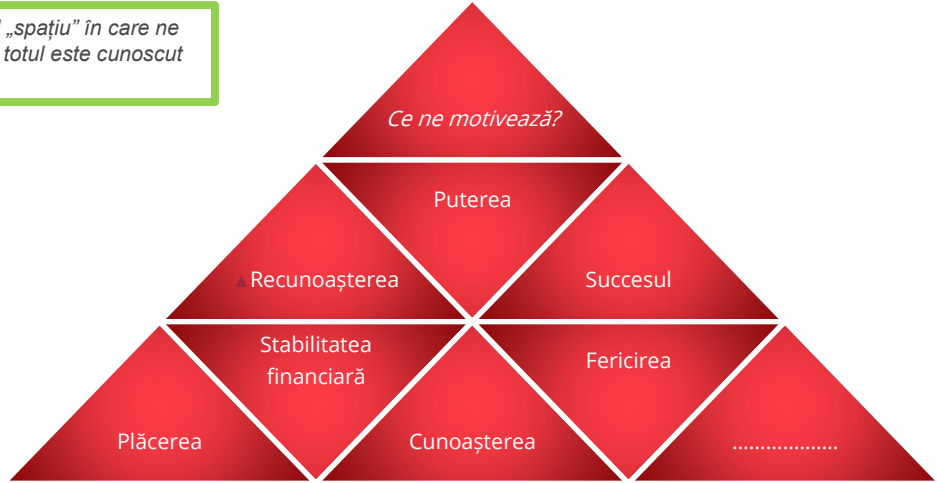 „spațiu” în care ne
totul este cunoscut
Ce ne motivează?
Puterea
Recunoașterea
Succesul
Stabilitatea
financiară
Fericirea
Plăcerea
Cunoașterea
..................